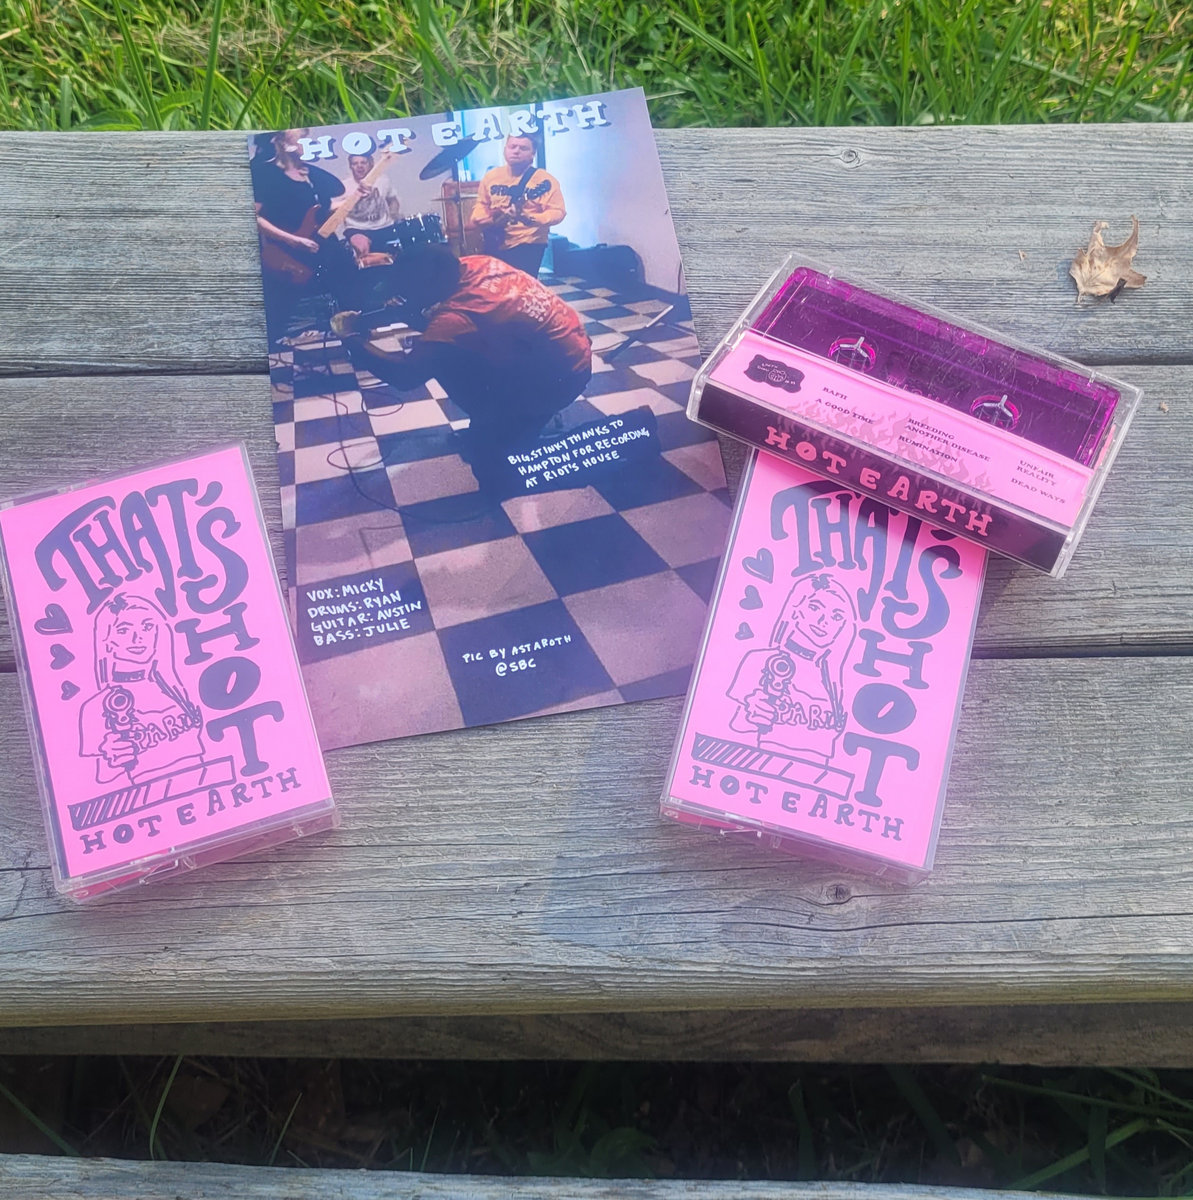 HOT EARTH
BIG, STINKY THANKS TO
HAMPTON FOR RECORDING
AT RIOT'S HOUSE
VOX: MICKY
DRUMS: RYAN
GUITAR: AUSTIN
BASS: JULIE
PIC BY ASTAROTH
@SBC
BAFH
A GOOD TIME
BREEDING
ANOTHER DISEASE
RUMINATION
UNFAIR
REALITY
DEAD WAYS
HOT EARTH
THAT'S
HOT
HOT EARTH
THAT'S
HOT
HOT EARTH